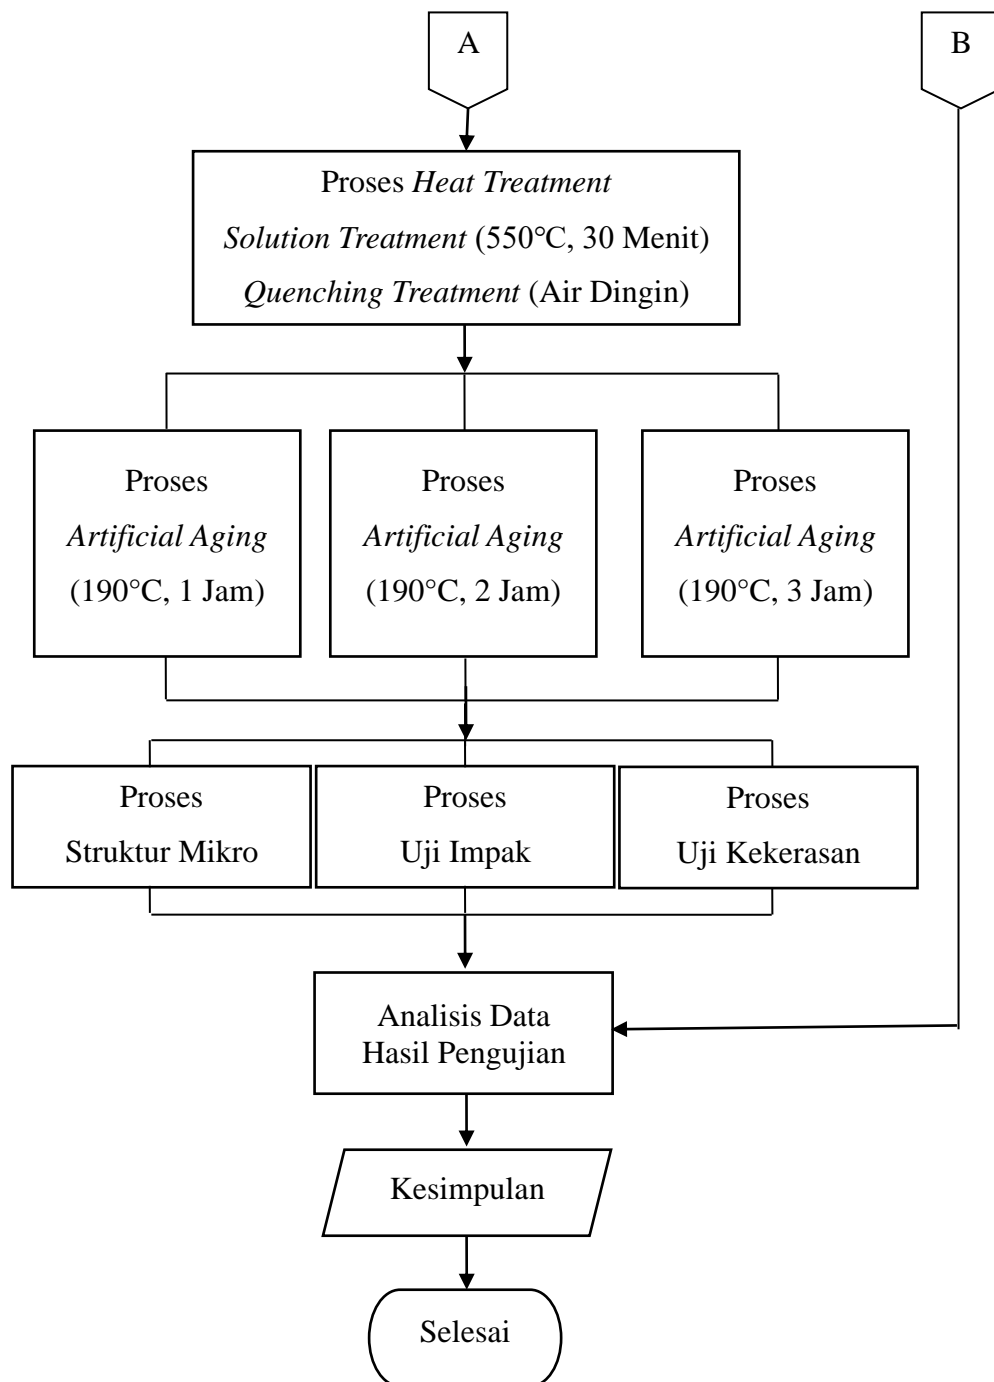 A
B
Proses Heat Treatment
Solution Treatment (550°C, 30 Menit)
Quenching Treatment (Air Dingin)
Proses
Artificial Aging
(190°C, 1 Jam)
Proses
Artificial Aging
(190°C, 2 Jam)
Proses
Artificial Aging
(190°C, 3 Jam)
Proses
Struktur Mikro
Proses
Uji Impak
Proses
Uji Kekerasan
Analisis Data
Hasil Pengujian
Kesimpulan
Selesai